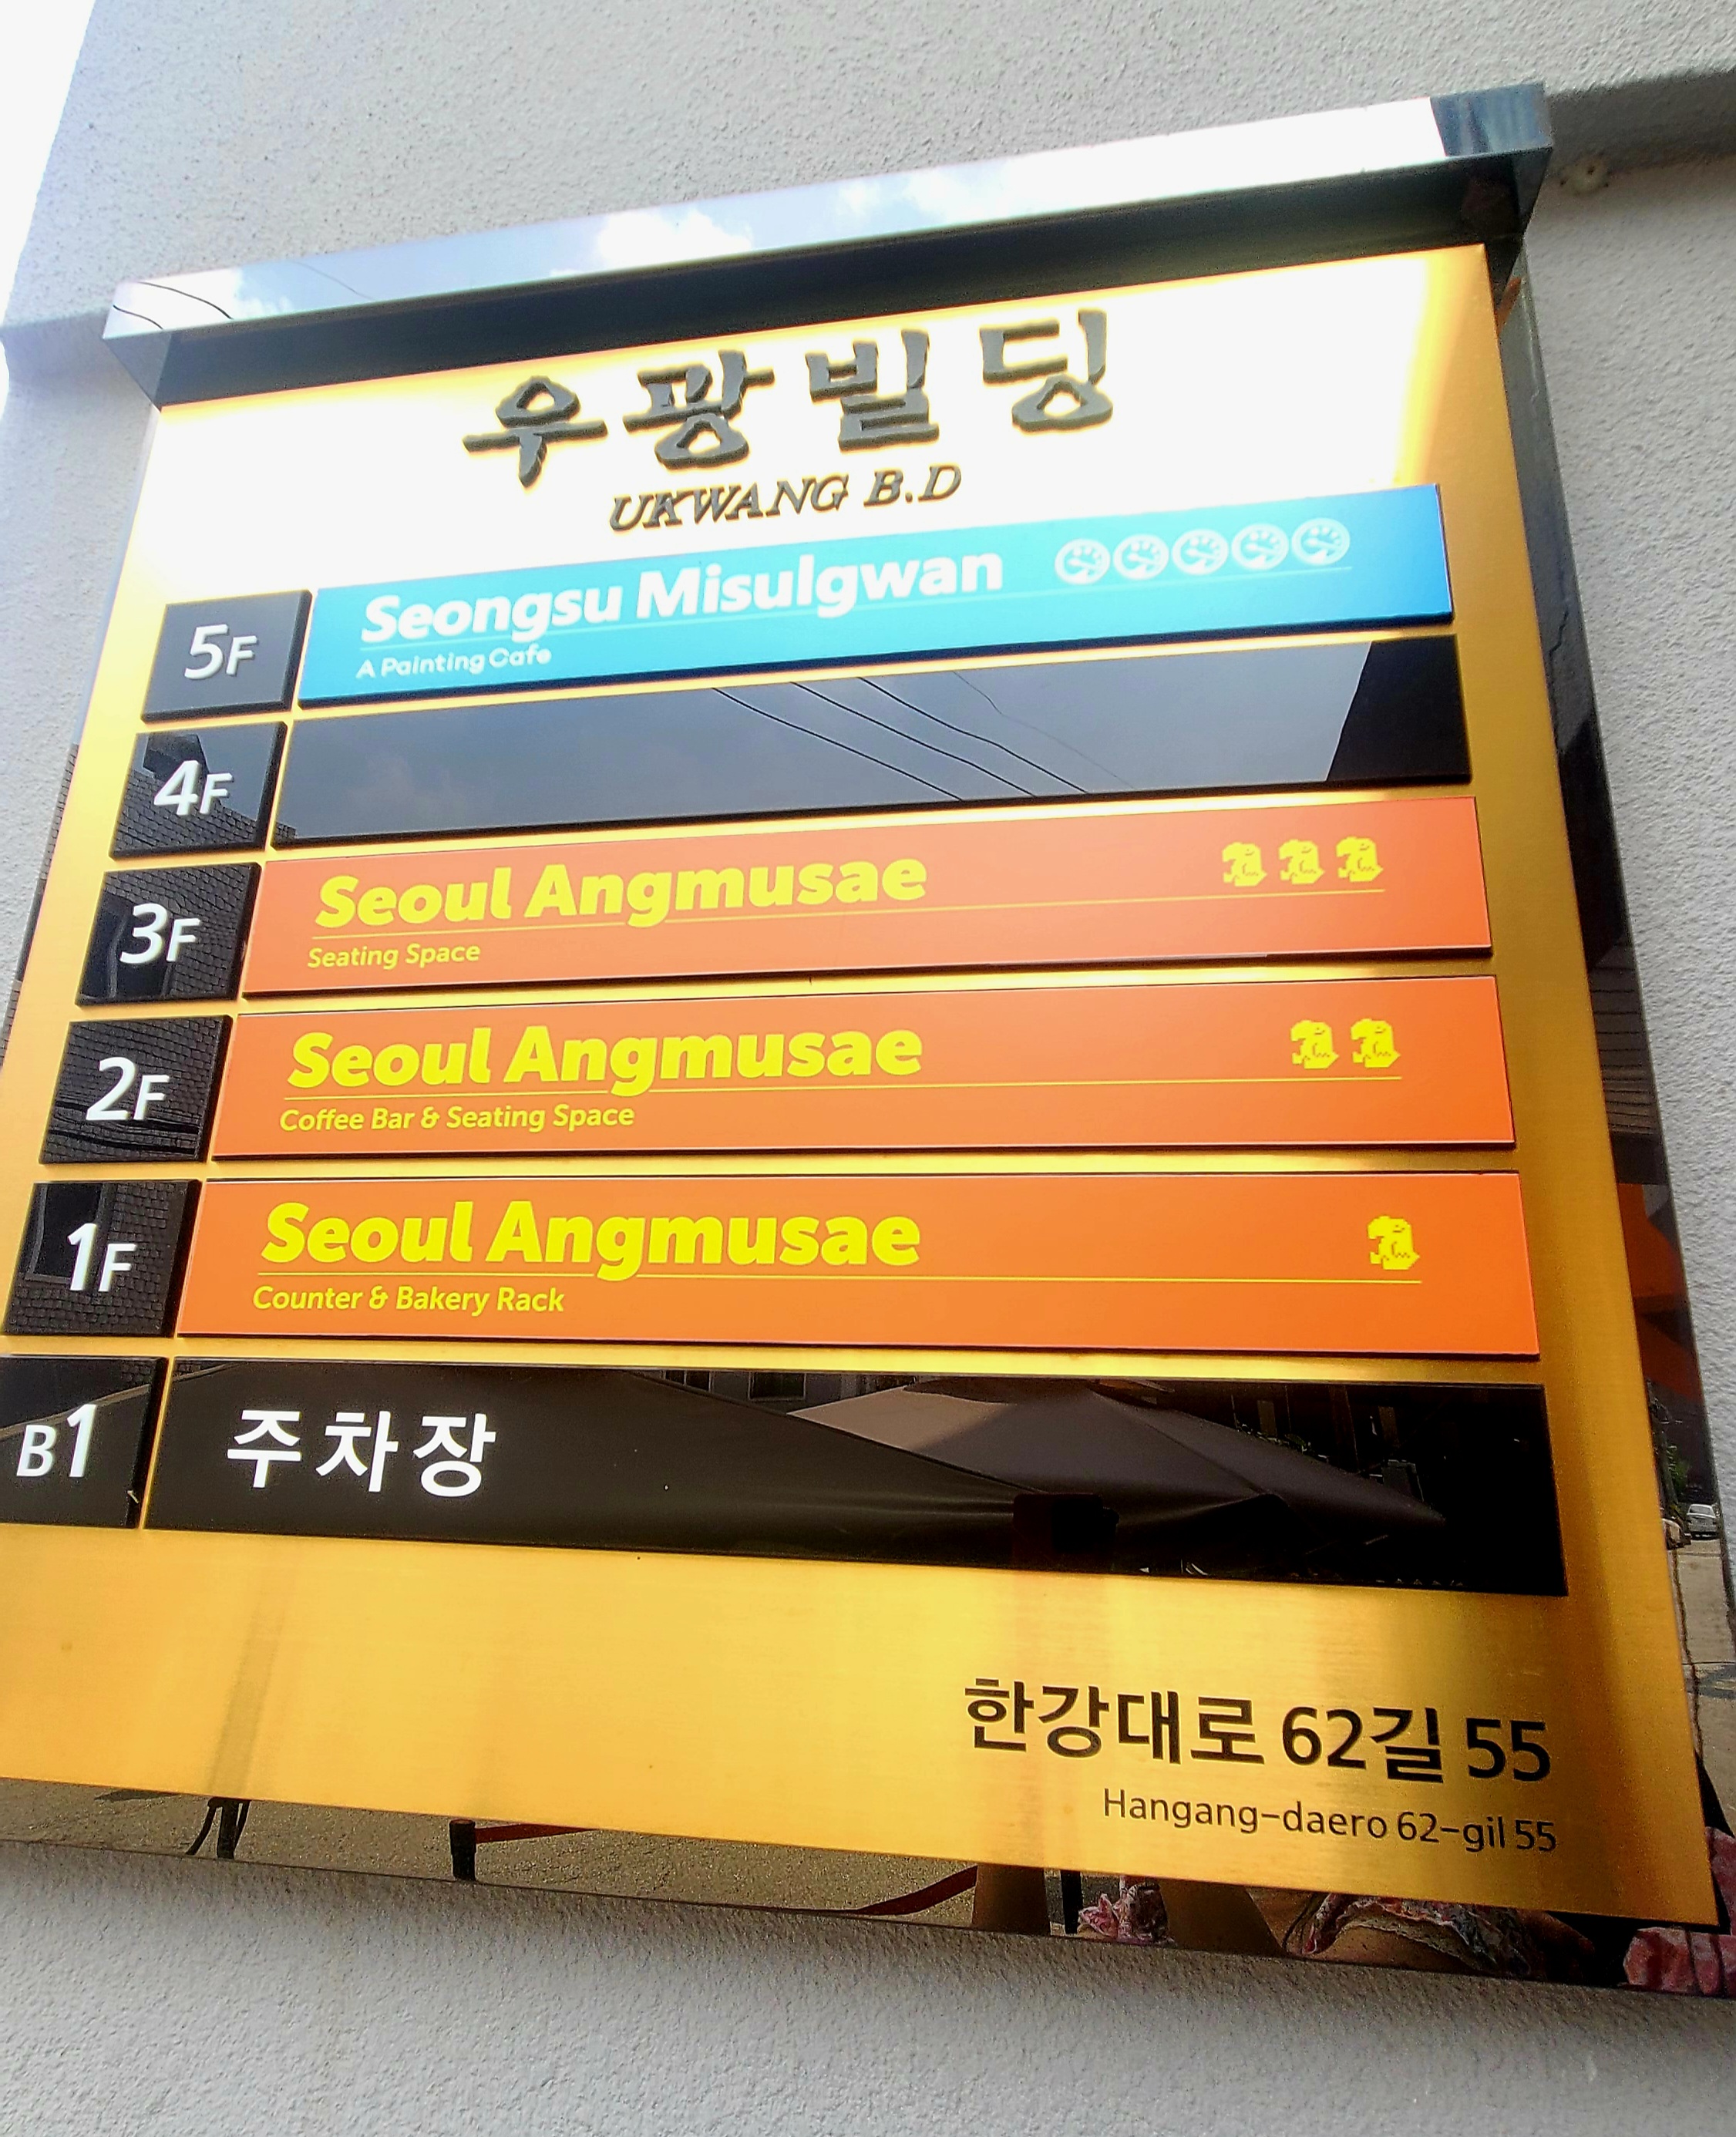 우광빌딩
UKWANG B.D
5F
Seongsu Misulgwan
A Painting Cafe
4F
3F
Seoul Angmusae
Seating Space
2F
Seoul Angmusae
Coffee Bar & Seating Space
1F
Seoul Angmusae
Counter & Bakery Rack
B1
주차장
한강대로 62길 55
Hangang-daero 62-gil 55